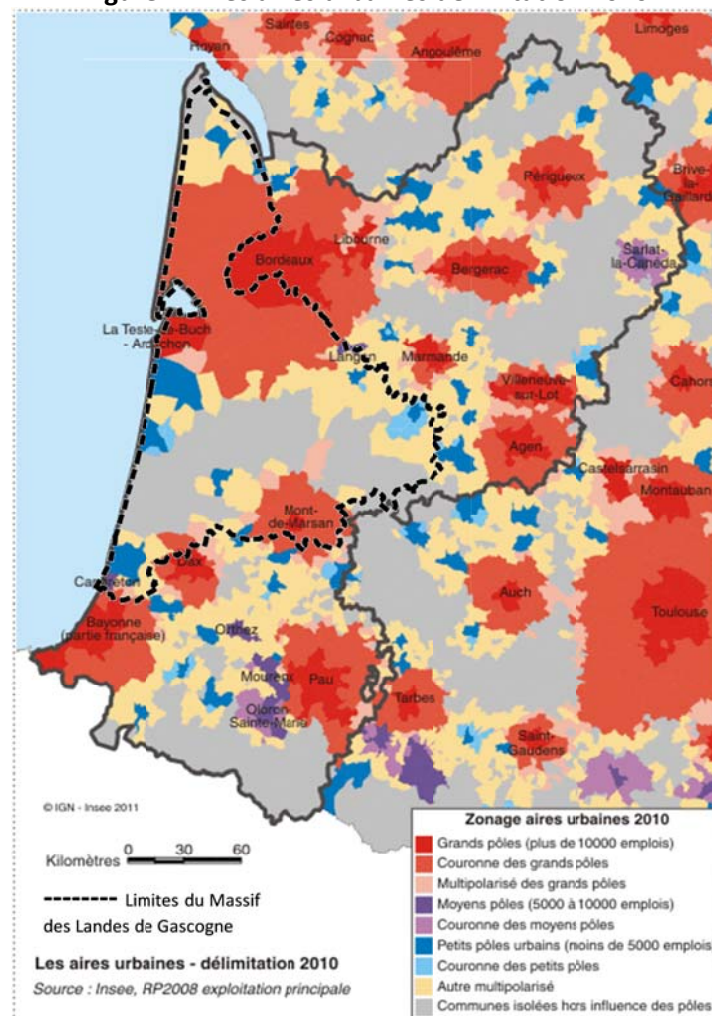 Saintes
Cognac
Royan
Angoulême
Limoges
Périgueux
Brive-
la-
Gaillarde
Libourne
Bordeaux
Bergerac
Sarlat-
la-Canéda
La Teste-de-Buch
- Arcachon
Langon
Marmande
Villeneuve-
sur-Lot
Cahors
Agen
Castelsarrasin
Montauban
Mont-
de-Marsan
Dax
Capbreton
Auch
Toulouse
Bayonne
(partie française)
Orthez
Mourenx
Pau
Oloron-
Sainte-Marie
Tarbes
Saint-
Gaudens
© IGN - Insee 2011
Kilomètres 0 30 60
Limites du Massif
des Landes de Gascogne
Les aires urbaines - délimitation 2010
Source : Insee, RP2008 exploitation principale
Zonage aires urbaines 2010
Grands pôles (plus de 10000 emplois)
Couronne des grands pôles
Multipolarisé des grands pôles
Moyens pôles (5000 à 10000 emplois)
Couronne des moyens pôles
Petits pôles urbains (moins de 5000 emplois
Couronne des petits pôles
Autre multipolarisé
Communes isolées hors influence des pôles